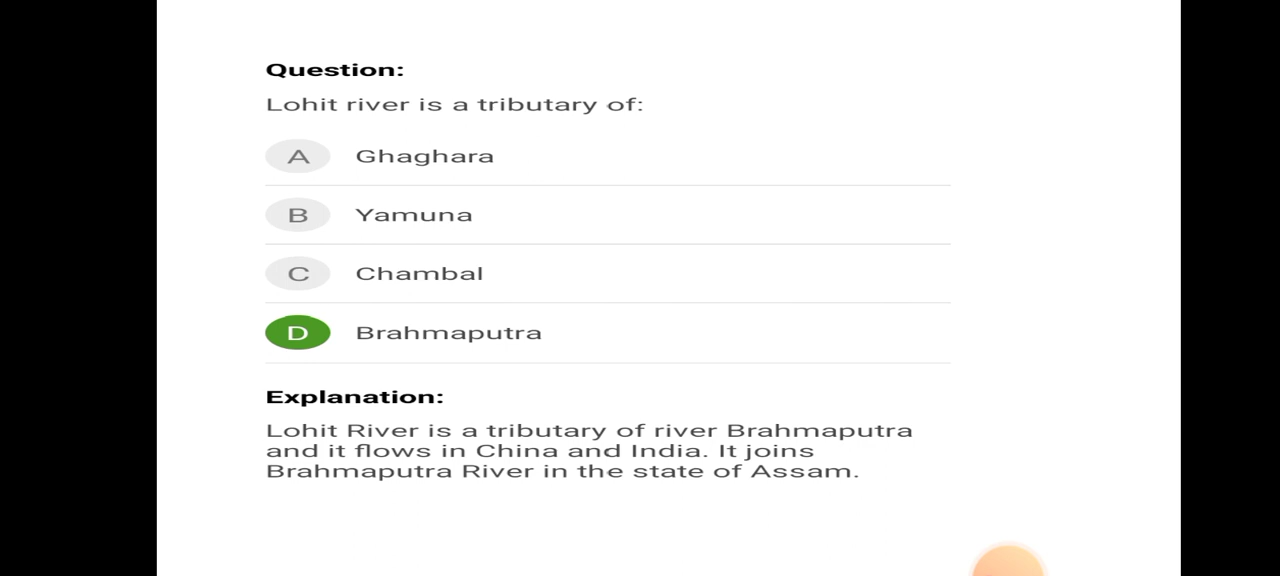 Question:
Lohit river is a tributary of:
A Ghaghara
B Yamuna
C Chambal
D Brahmaputra
Explanation:
Lohit River is a tributary of river Brahmaputra
and it flows in China and India. It joins
Brahmaputra River in the state of Assam.